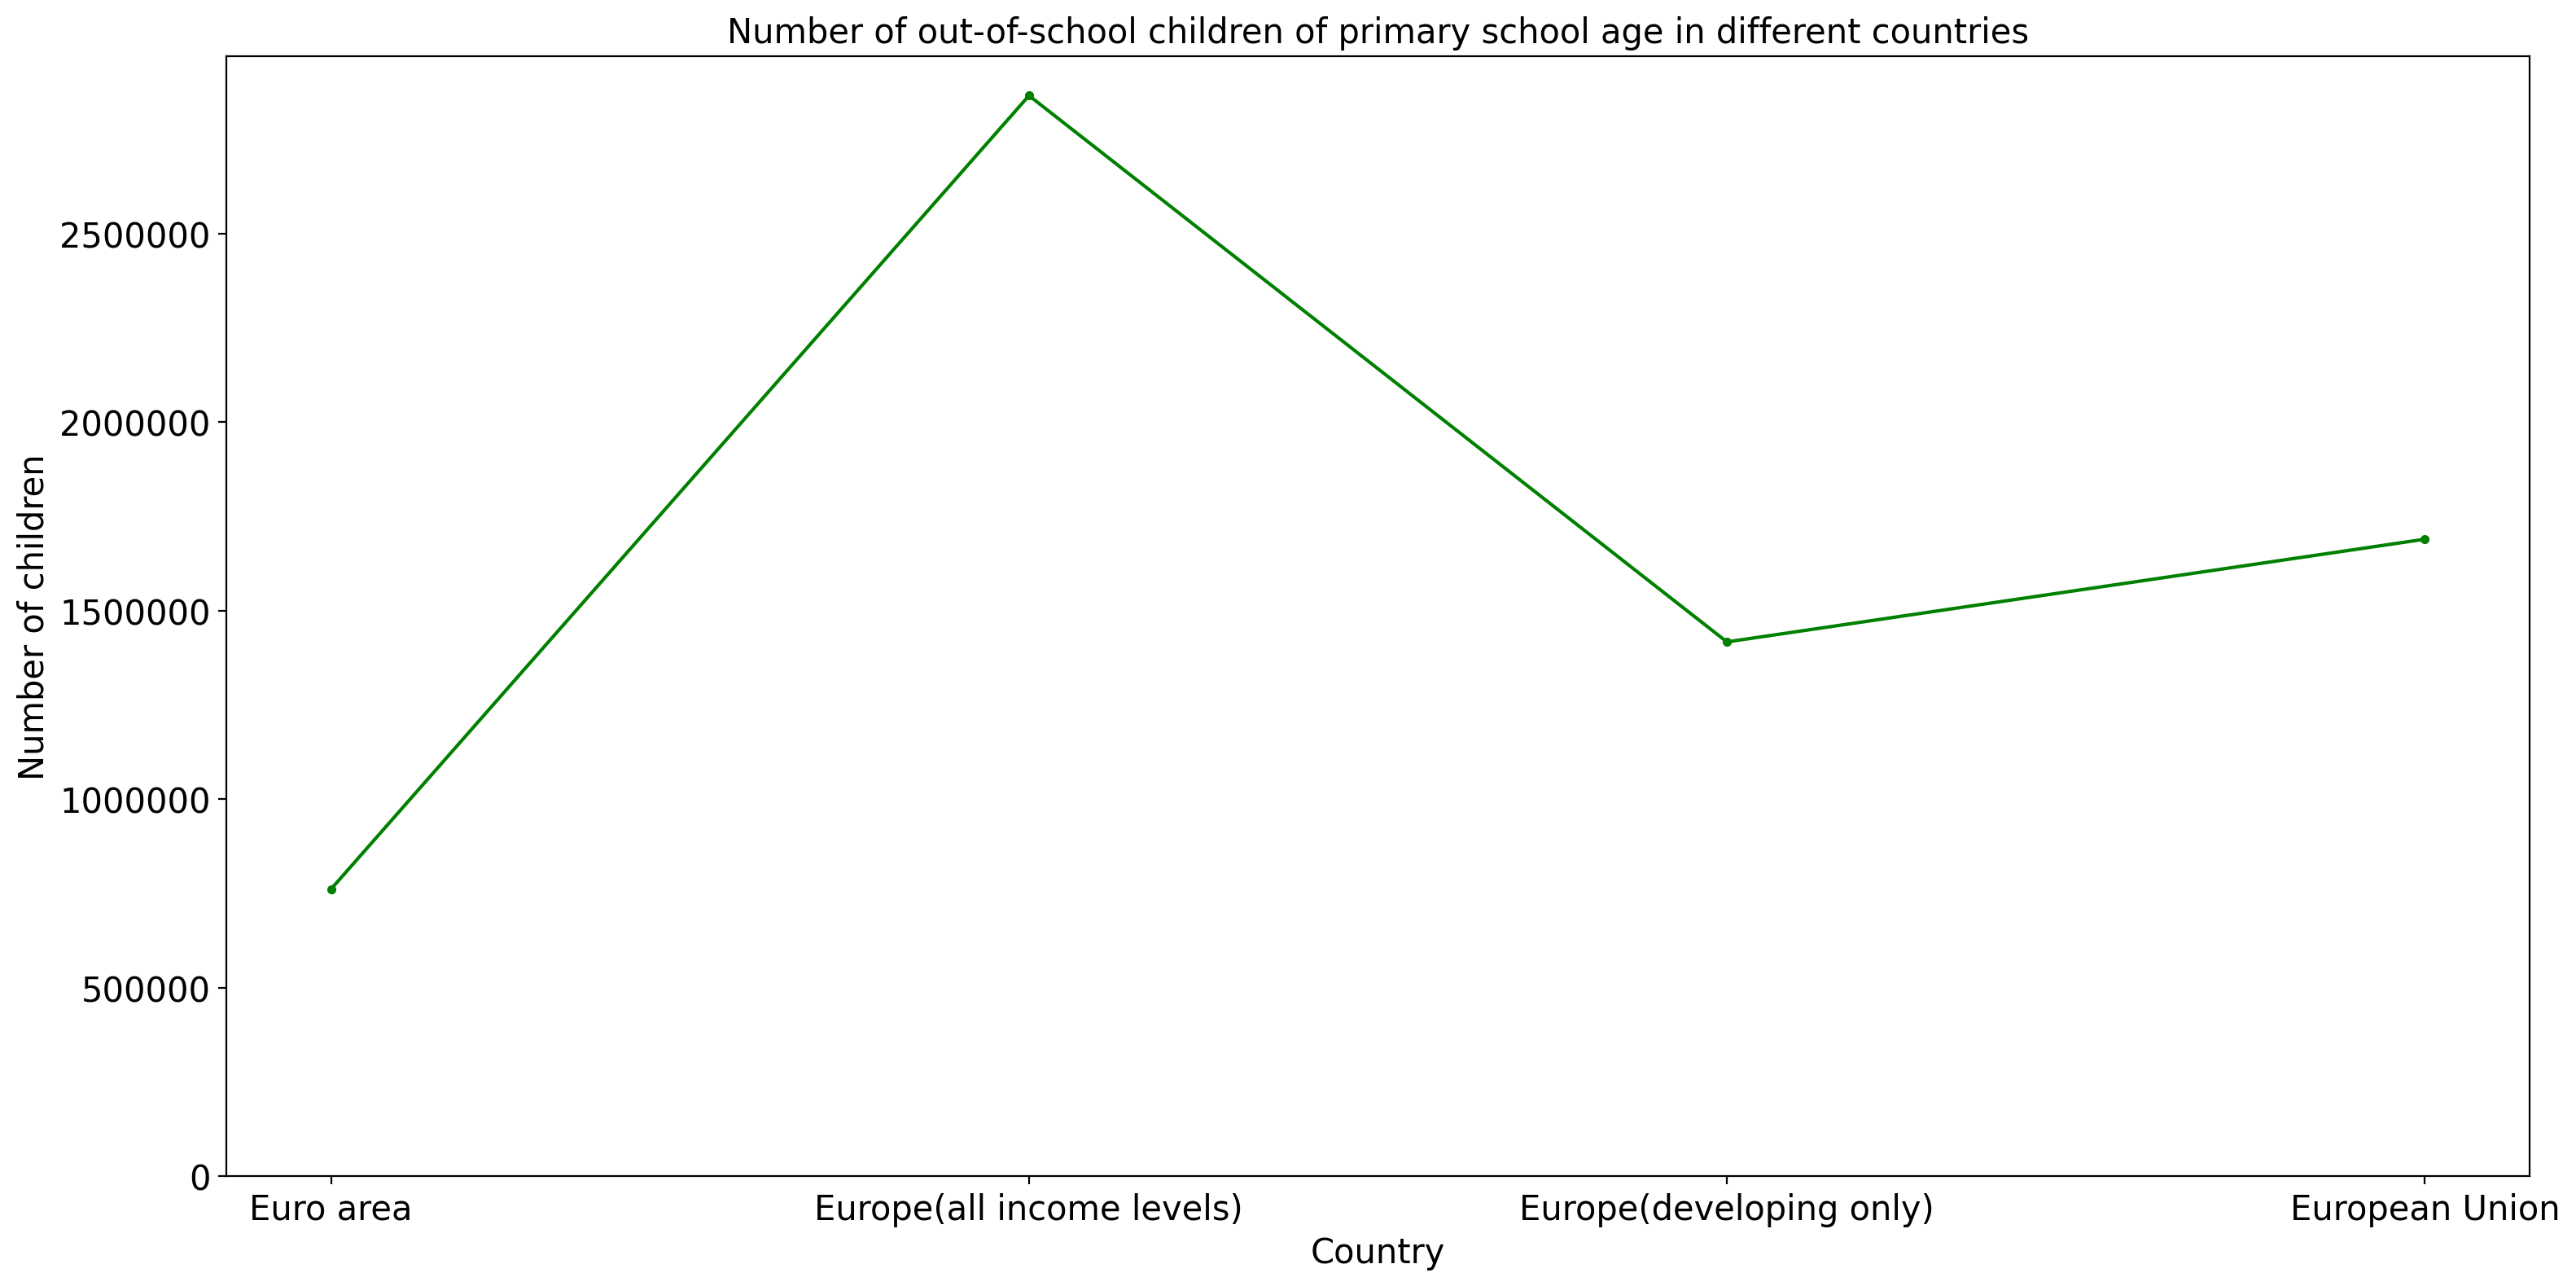 Number of out-of-school children of primary school age in different countries
Number of children
2500000
2000000
1500000
1000000
500000
0
Euro area
Europe(all income levels)
Europe(developing only)
European Union
Country